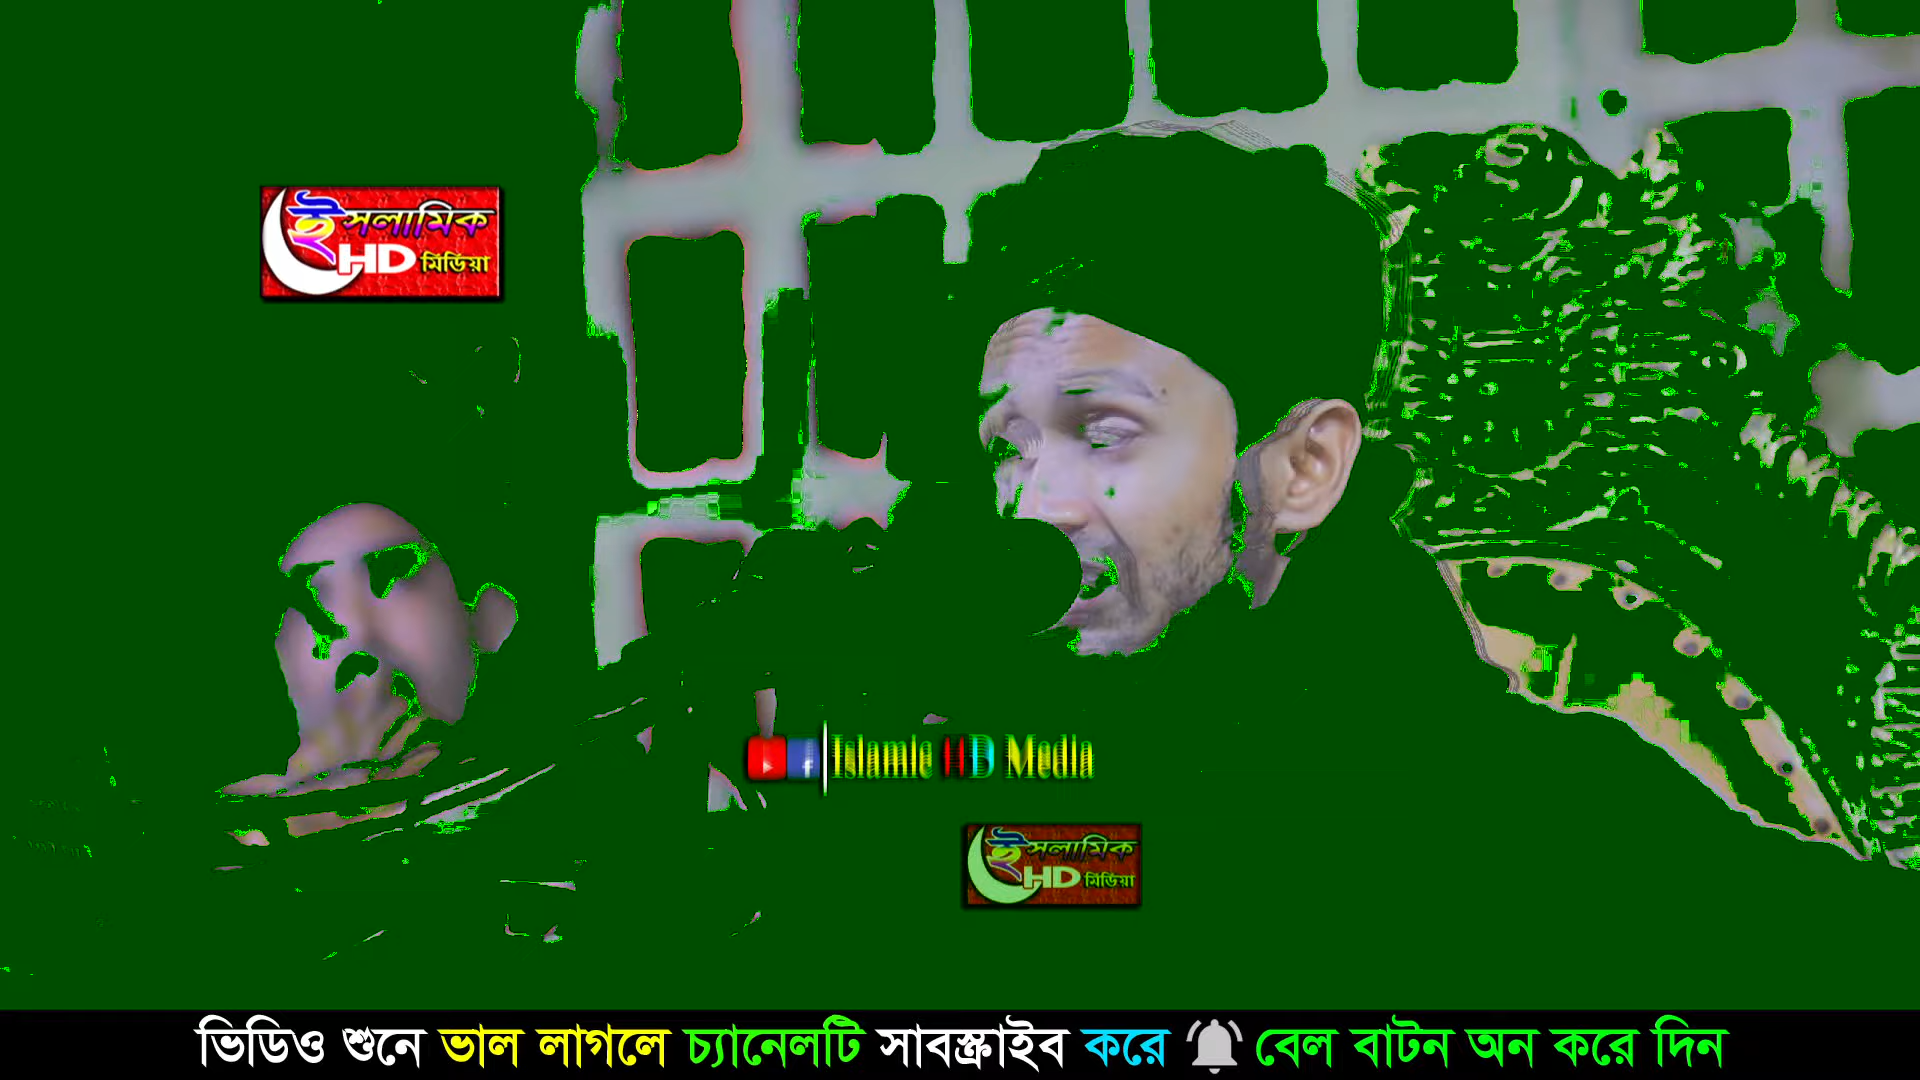 ইসলামিক
HD মিডিয়া
Islamic HD Media
ইসলামিক
HD মিডিয়া
ভিডিও শুনে ভাল লাগলে চ্যানেলটি সাবস্ক্রাইব করে বেল বাটন অন করে দিন